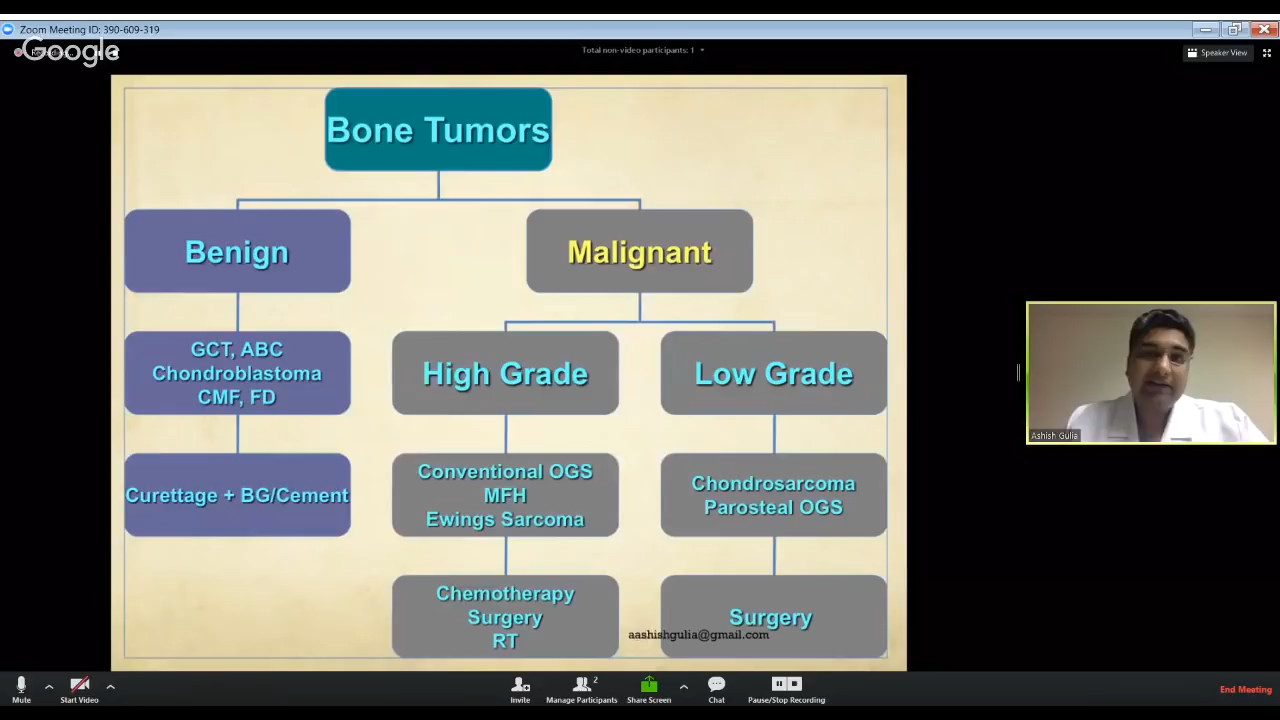 Zoom Meeting ID: 390-609-319
Google
Total non-video participants: 1
Speaker View
Bone Tumors
Benign
Malignant
GCT, ABC
Chondroblastoma
CMF, FD
High Grade
Low Grade
Curettage + BG/Cement
Conventional OGS
MFH
Ewings Sarcoma
Chondrosarcoma
Parosteal OGS
Chemotherapy
Surgery
RT
Surgery
aashishgulia@gmail.com
Ashish Gulia
Mute
Start Video
Invite
2
Manage Participants
Share Screen
Chat
Pause/Stop Recording
End Meeting